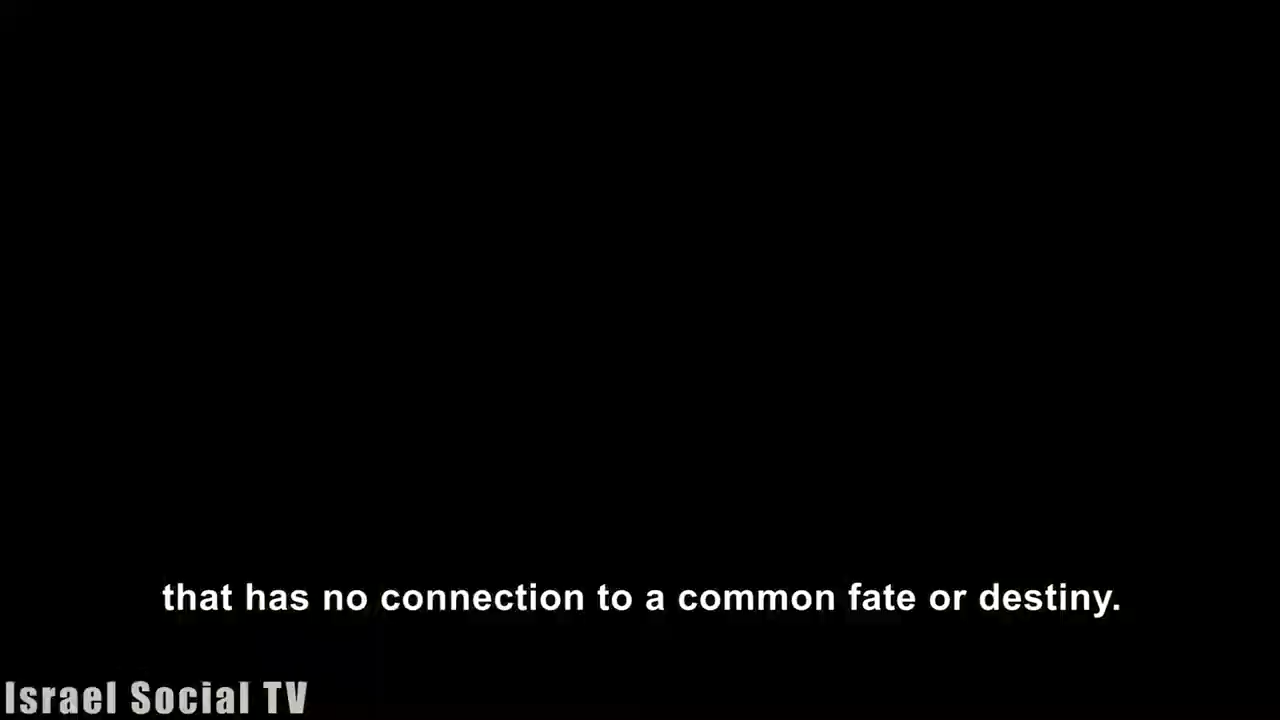 that has no connection to a common fate or destiny.
Israel Social TV